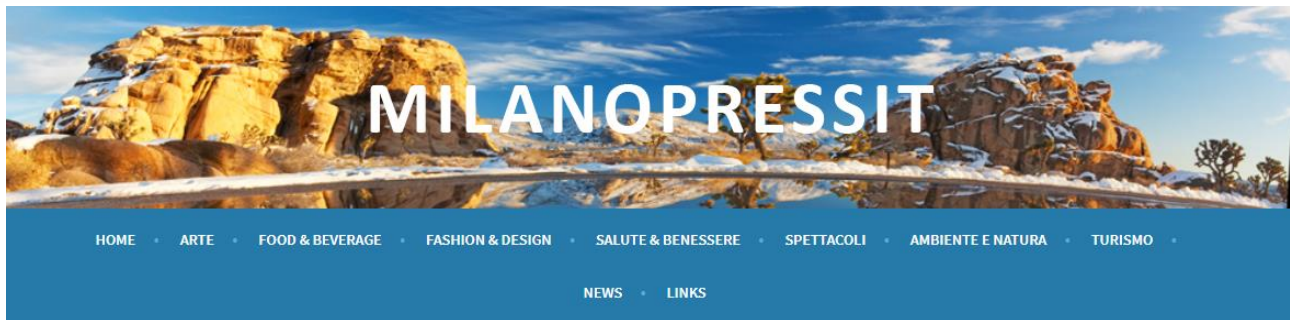 MILANOPRESSIT
HOME • ARTE • FOOD & BEVERAGE • FASHION & DESIGN • SALUTE & BENESSERE • SPETTACOLI • AMBIENTE E NATURA • TURISMO •
NEWS • LINKS